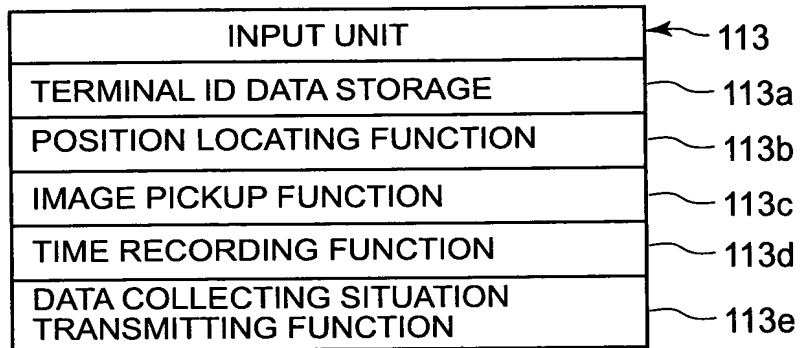 INPUT UNIT 113
TERMINAL ID DATA STORAGE 113a
POSITION LOCATING FUNCTION 113b
IMAGE PICKUP FUNCTION 113c
TIME RECORDING FUNCTION 113d
DATA COLLECTING SITUATION
TRANSMITTING FUNCTION 113e